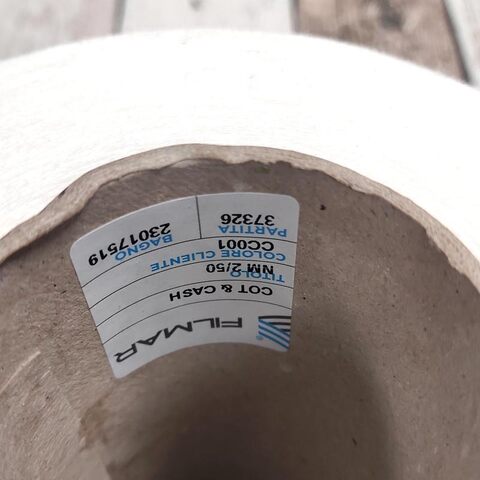 FILMAR
COT & CASH
TITOLO
NM 2/50
COLORE CLIENTE
CC001
PARTITA BAGNO
37326 23017519